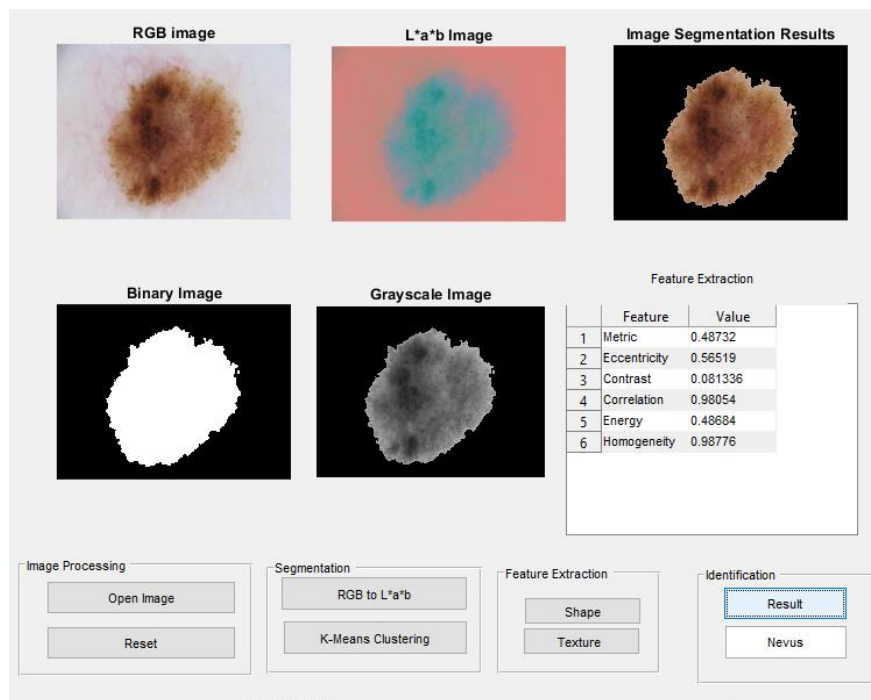 RGB image
L*a*b Image
Image Segmentation Results
Binary Image
Grayscale Image
Feature Extraction
Feature Value
1 Metric 0.48732
2 Eccentricity 0.56519
3 Contrast 0.081336
4 Correlation 0.98054
5 Energy 0.48684
6 Homogeneity 0.98776
Image Processing
Open Image
Reset
Segmentation
RGB to L*a*b
K-Means Clustering
Feature Extraction
Shape
Texture
Identification
Result
Nevus